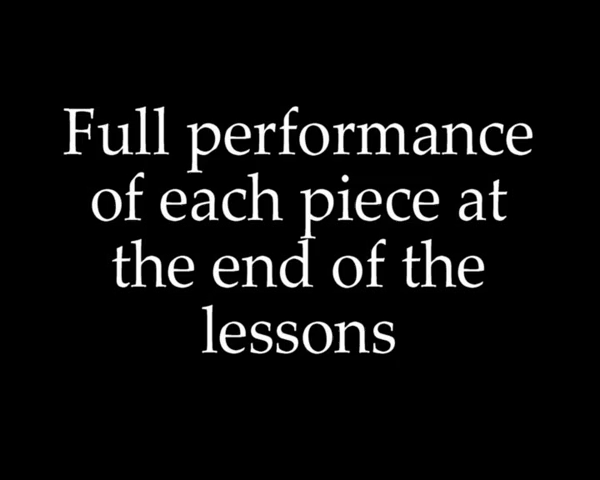 Full performance
of each piece at
the end of the
lessons